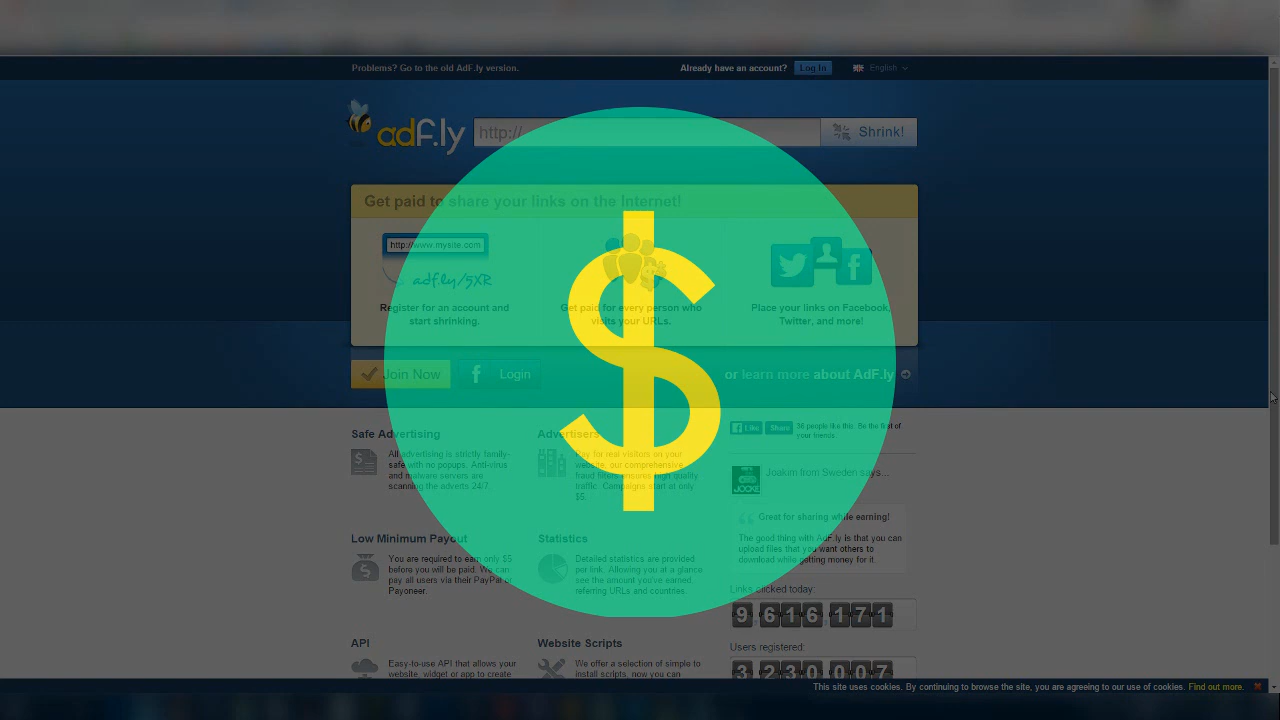 Problems? Go to the old AdF.ly version.
Already have an account? Log In
English
adf.ly
http://
Shrink!
Get paid to share your links on the Internet!
http://www.mysite.com
adf.ly/5XR
Register for an account and
start shrinking.
Get paid for every person who
visits your URLs.
Place your links on Facebook,
Twitter, and more!
$
Join Now
f Login
or learn more about AdF.ly
Safe Advertising
All advertising is strictly family-
safe with no popups. Anti-virus
and malware servers are
scanning the adverts 24/7.
Advertisers
Pay for real visitors on your
website, our comprehensive
fraud filters ensures high quality
traffic. Campaigns start at only
$5.
Like Share
36 people like this. Be the first of
your friends.
Joakim from Sweden says...
Great for sharing while earning!
The good thing with AdF.ly is that you can
upload files that you want others to
download while getting money for it
Low Minimum Payout
You are required to earn only $5
before you will be paid. We can
pay all users via their PayPal or
Payoneer.
Statistics
Detailed statistics are provided
per link. Allowing you at a glance
see the amount you've earned,
referring URLs and countries.
Links clicked today:
9,616,171
Users registered:
3,230,007
API
Easy-to-use API that allows your
website, widget or app to create
Website Scripts
We offer a selection of simple to
install scripts, now you can
This site uses cookies. By continuing to browse the site, you are agreeing to our use of cookies. Find out more.